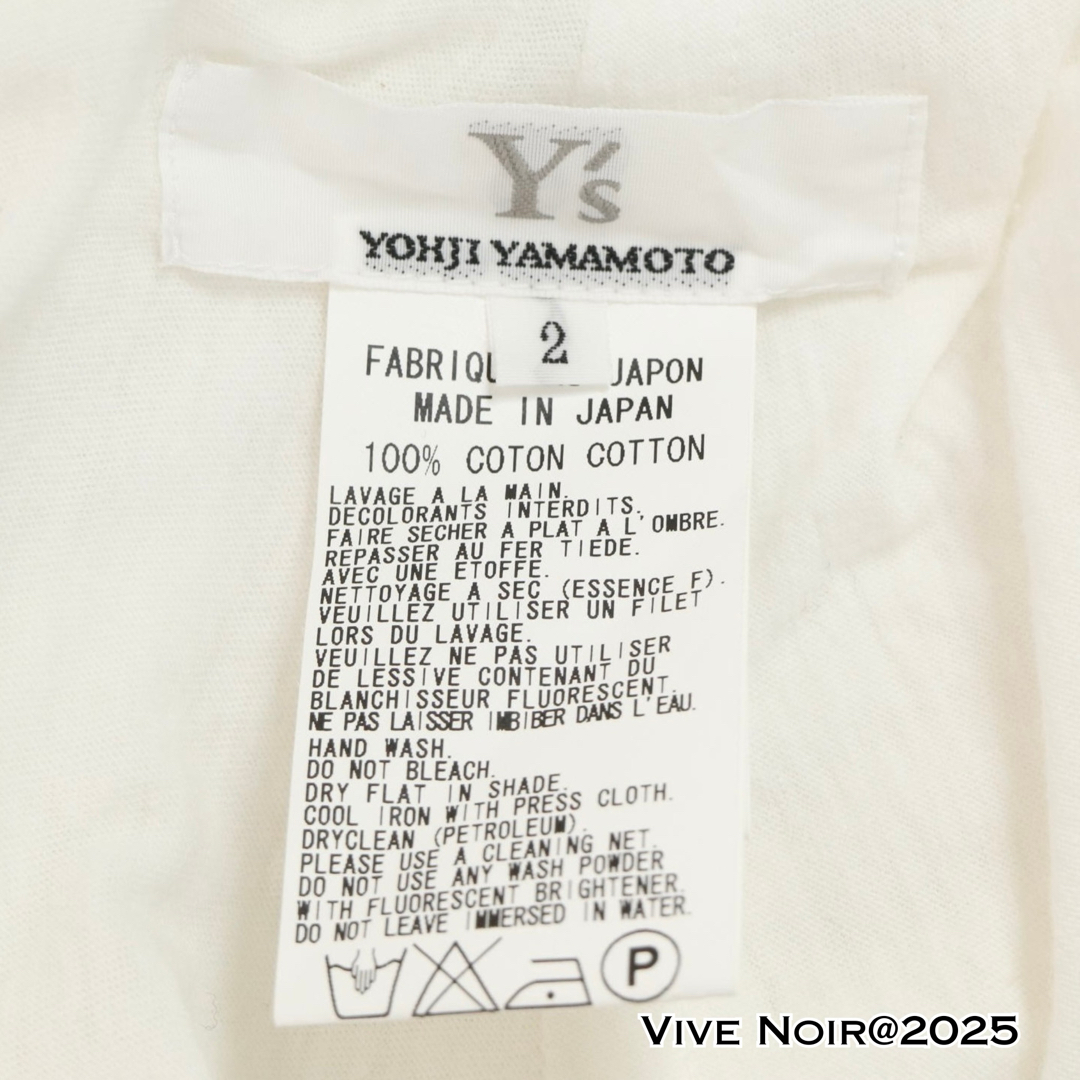 Y's
YOHJI YAMAMOTO
2
JAPON
MADE IN JAPAN
100% COTON COTTON
LAVAGE A LA MAIN.
DECOLORANTS INTERDITS.
FAIRE SECHER A PLAT A L'OMBRE.
REPASSER AU FER TIEDE.
AVEC UNE ETOFFE.
NETTOYAGE A SEC (ESSENCE F).
VEUILLEZ UTILISER UN FILET
LORS DU LAVAGE.
VEUILLEZ NE PAS UTILISER
DE LESSIVE CONTENANT DU
BLANCHISSEUR FLUORESCENT.
NE PAS LAISSER IMBIBER DANS L'EAU.
HAND WASH.
DO NOT BLEACH.
DRY FLAT IN SHADE.
COOL IRON WITH PRESS CLOTH.
DRYCLEAN (PETROLEUM).
PLEASE USE A CLEANING NET.
DO NOT USE ANY WASH POWDER
WITH FLUORESCENT BRIGHTENER.
DO NOT LEAVE IMMERSED IN WATER.
P
VIVE NOIR@2025